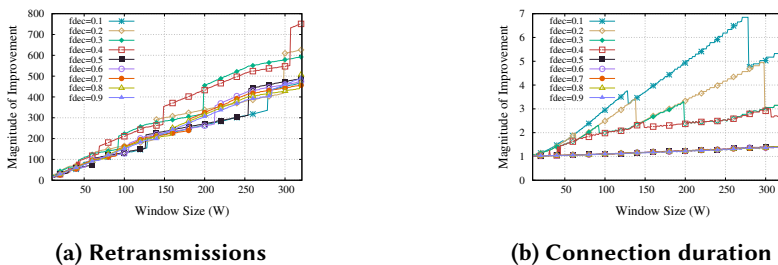 Magnitude of Improvement
800
700
600
500
400
300
200
100
0
fdec=0.1
fdec=0.2
fdec=0.3
fdec=0.4
fdec=0.5
fdec=0.6
fdec=0.7
fdec=0.8
fdec=0.9
50 100 150 200 250 300
Window Size (W)
(a) Retransmissions
Magnitude of Improvement
7
6
5
4
3
2
1
0
fdec=0.1
fdec=0.2
fdec=0.3
fdec=0.4
fdec=0.5
fdec=0.6
fdec=0.7
fdec=0.8
fdec=0.9
50 100 150 200 250 300
Window Size (W)
(b) Connection duration